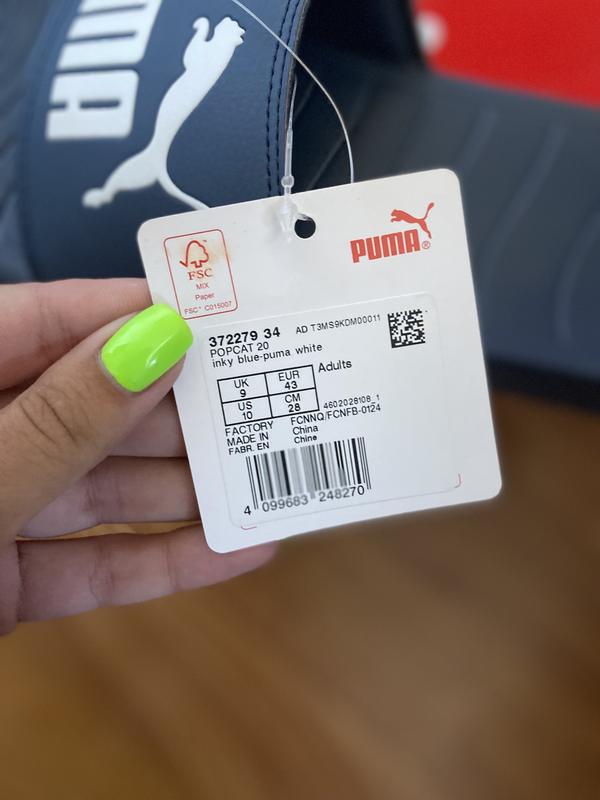 PUMA
FSC
MIX
Paper
FSC® C015007
PUMA®
372279 34 AD T3MS9KDM00011
POPCAT 20
inky blue-puma white
Adults
UK EUR
9 43
US CM
10 28
4602028108_1
FACTORY FCNNQ/FCNFB-0124
MADE IN China
FABR. EN Chine
4 099683 248270